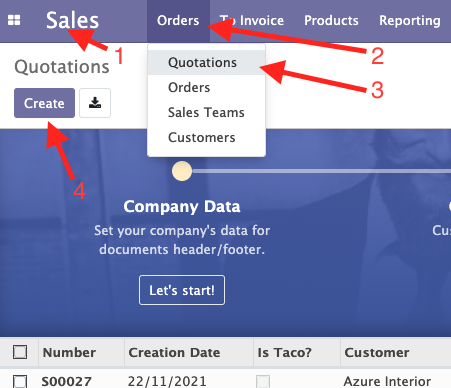 Sales Orders To Invoice Products Reporting
1 2
Quotations
Quotations
3
Orders
Create
Sales Teams
4
Customers
Company Data
Set your company's data for
documents header/footer.
Let's start!
Number Creation Date Is Taco? Customer
S00027 22/11/2021 Azure Interior